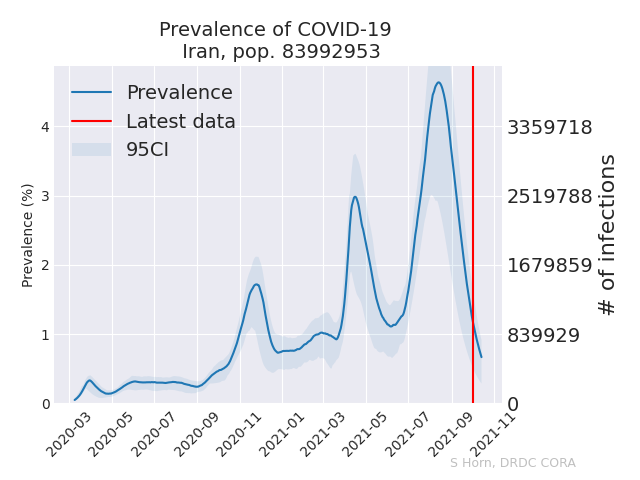 Prevalence of COVID-19
Iran, pop. 83992953
Prevalence
Latest data
95CI
Prevalence (%)
4
3
2
1
0
3359718
2519788
1679859
839929
0
# of infections
2020-03
2020-05
2020-07
2020-09
2020-11
2021-01
2021-03
2021-05
2021-07
2021-09
2021-11
S Horn, DRDC CORA